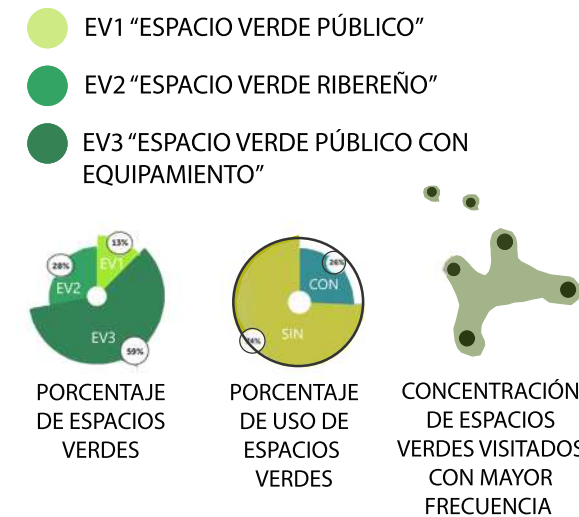 EV1 “ESPACIO VERDE PÚBLICO”
EV2 “ESPACIO VERDE RIBEREÑO”
EV3 “ESPACIO VERDE PÚBLICO CON
EQUIPAMIENTO”
13%
EV1
28%
EV2
EV3
59%
26%
CON
SIN
PORCENTAJE
DE ESPACIOS
VERDES
PORCENTAJE
DE USO DE
ESPACIOS
VERDES
CONCENTRACIÓN
DE ESPACIOS
VERDES VISITADOS
CON MAYOR
FRECUENCIA